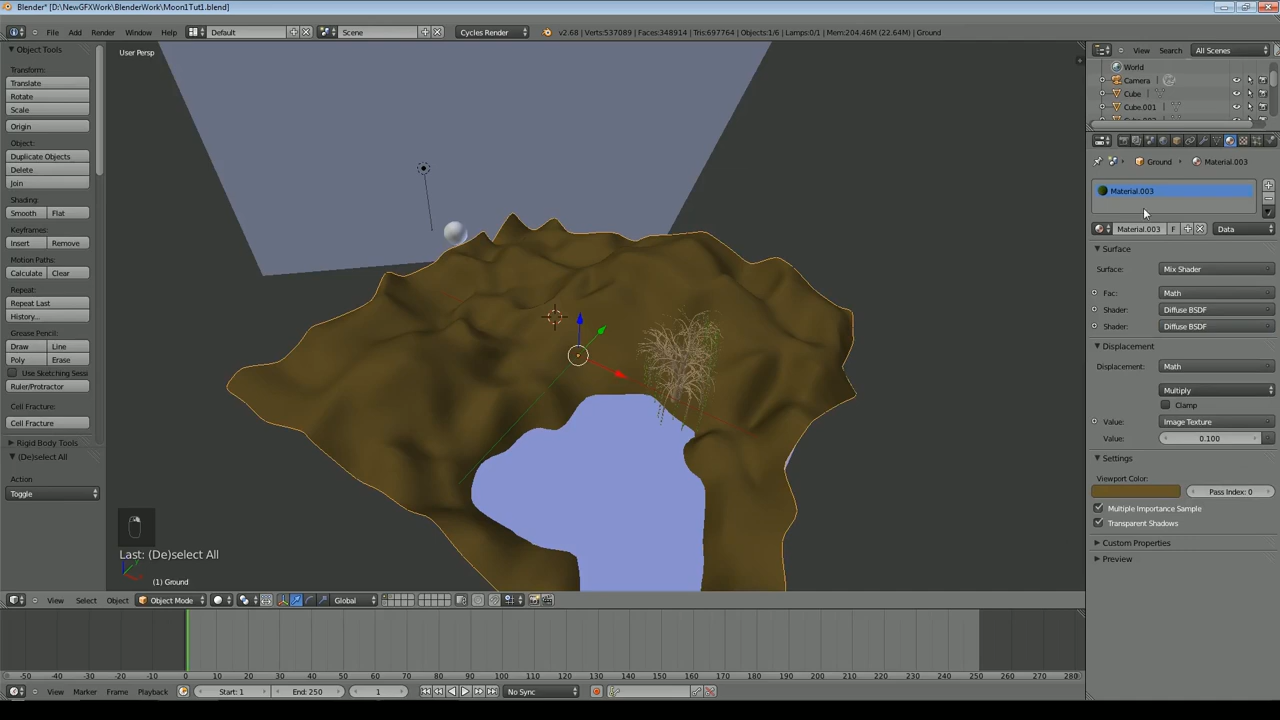 Blender* [D:\NewGFXWork\BlenderWork\Moon1Tut1.blend]
File Add Render Window Help Default Scene Cycles Render v2.68 | Verts:537089 | Faces:348914 | Tris:697764 | Objects:1/6 | Lamps:0/1 | Mem:204.46M (22.64M) | Ground
Object Tools
Transform:
Translate
Rotate
Scale
Origin
Object:
Duplicate Objects
Delete
Join
Shading:
Smooth Flat
Keyframes:
Insert Remove
Motion Paths:
Calculate Clear
Repeat:
Repeat Last
History...
Grease Pencil:
Draw Line
Poly Erase
Use Sketching Sessi
Ruler/Protractor
Cell Fracture:
Cell Fracture
Rigid Body Tools
(De)select All
Action
Toggle
User Persp
Last: (De)select All
(1) Ground
View Select Object Object Mode Global
-50 -40 -30 -20 -10 0 10 20 30 40 50 60 70 80 90 100 110 120 130 140 150 160 170 180 190 200 210 220 230 240 250 260 270 280
View Marker Frame Playback Start: 1 End: 250 1 No Sync
View Search All Scenes
World
Camera
Cube
Cube.001
Ground Material.003
Material.003
Material.003 F Data
Surface
Surface: Mix Shader
Fac: Math
Shader: Diffuse BSDF
Shader: Diffuse BSDF
Displacement
Displacement: Math
Multiply
Clamp
Value: Image Texture
Value: 0.100
Settings
Viewport Color:
Pass Index: 0
Multiple Importance Sample
Transparent Shadows
Custom Properties
Preview